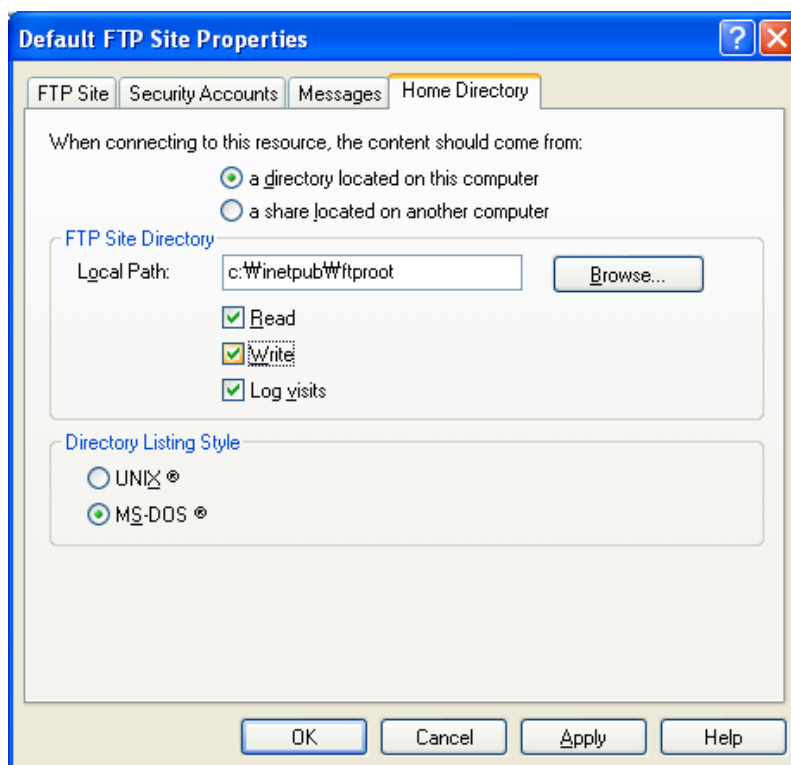 Default FTP Site Properties
FTP Site Security Accounts Messages Home Directory
When connecting to this resource, the content should come from:
a directory located on this computer
a share located on another computer
FTP Site Directory
Local Path: c:₩inetpub₩ftproot Browse...
Read
Write
Log visits
Directory Listing Style
UNIX ®
MS-DOS ®
OK Cancel Apply Help